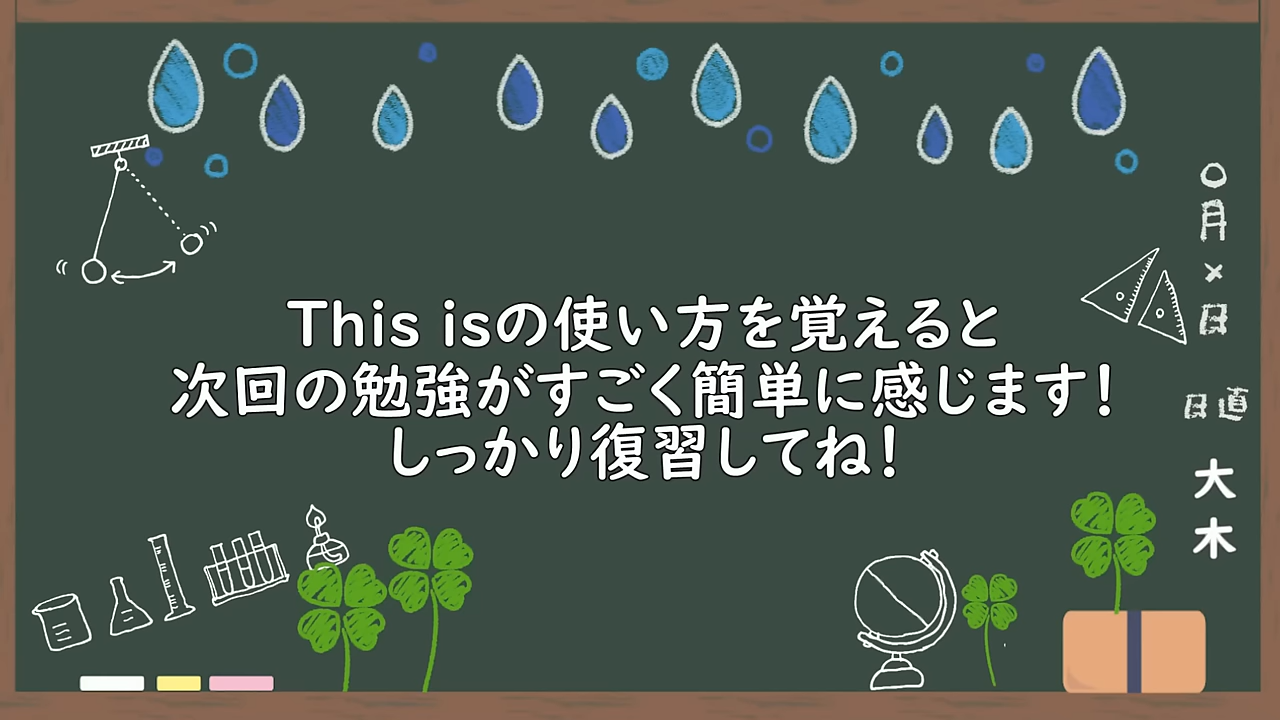 This isの使い方を覚えると
次回の勉強がすごく簡単に感じます!
しっかり復習してね!
〇月×日
日直
大木